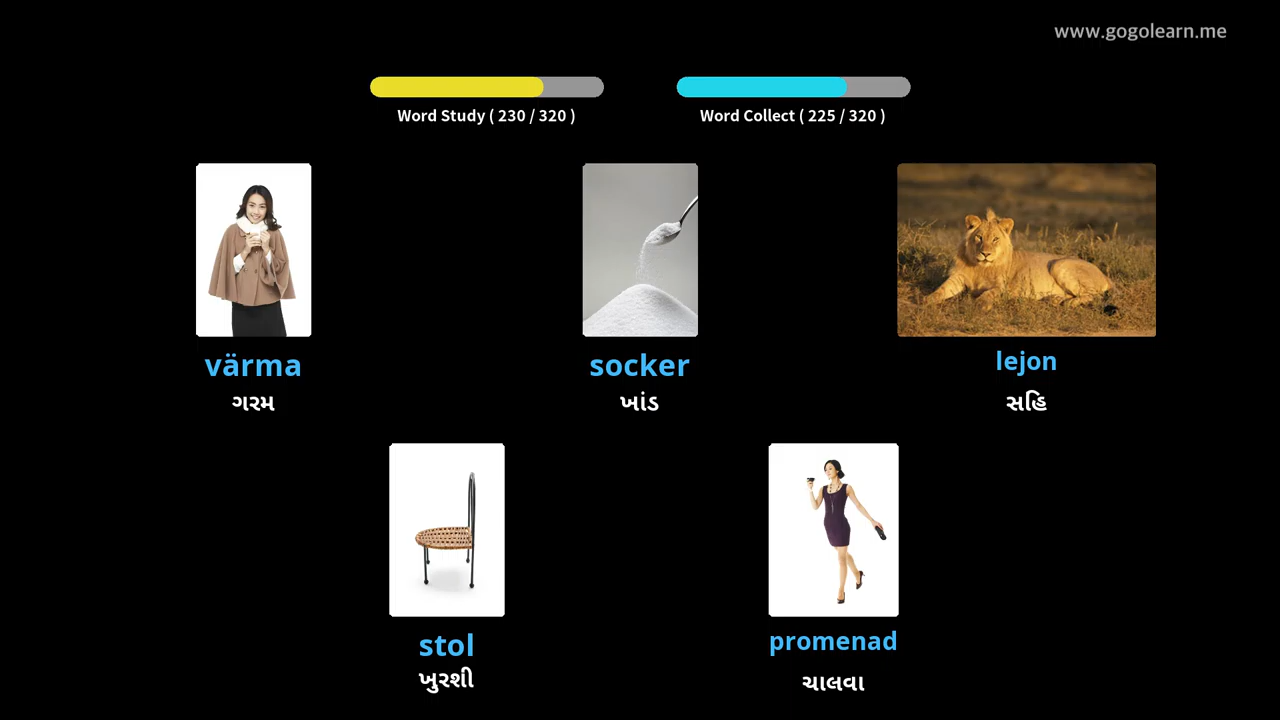 www.gogolearn.me
Word Study ( 230 / 320 )
Word Collect ( 225 / 320 )
värma
ગરમ
socker
ખાંડ
lejon
સહિ
stol
ખુરશી
promenad
ચાલવા